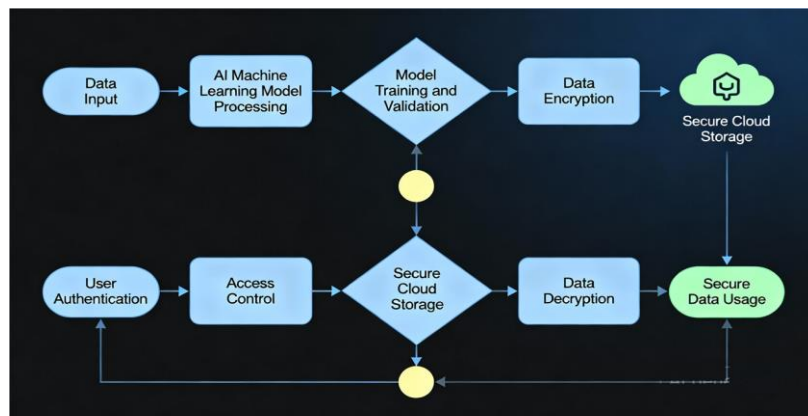 Data
Input
AI Machine
Learning Model
Processing
Model
Training and
Validation
Data
Encryption
Secure Cloud
Storage
User
Authentication
Access
Control
Secure
Cloud
Storage
Data
Decryption
Secure
Data Usage